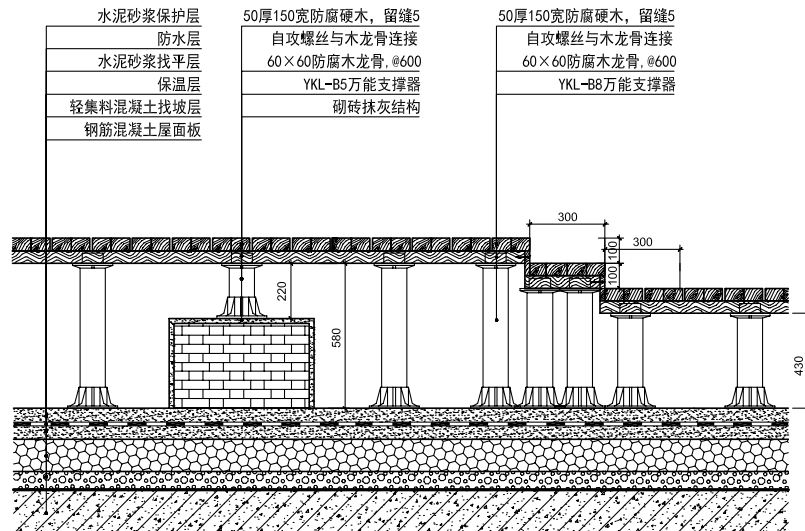 水泥砂浆保护层
防水层
水泥砂浆找平层
保温层
轻集料混凝土找坡层
钢筋混凝土屋面板
50厚150宽防腐硬木，留缝5
自攻螺丝与木龙骨连接
60×60防腐木龙骨,@600
YKL-B5万能支撑器
砌砖抹灰结构
50厚150宽防腐硬木，留缝5
自攻螺丝与木龙骨连接
60×60防腐木龙骨,@600
YKL-B8万能支撑器
300
100
300
100
220
580
430